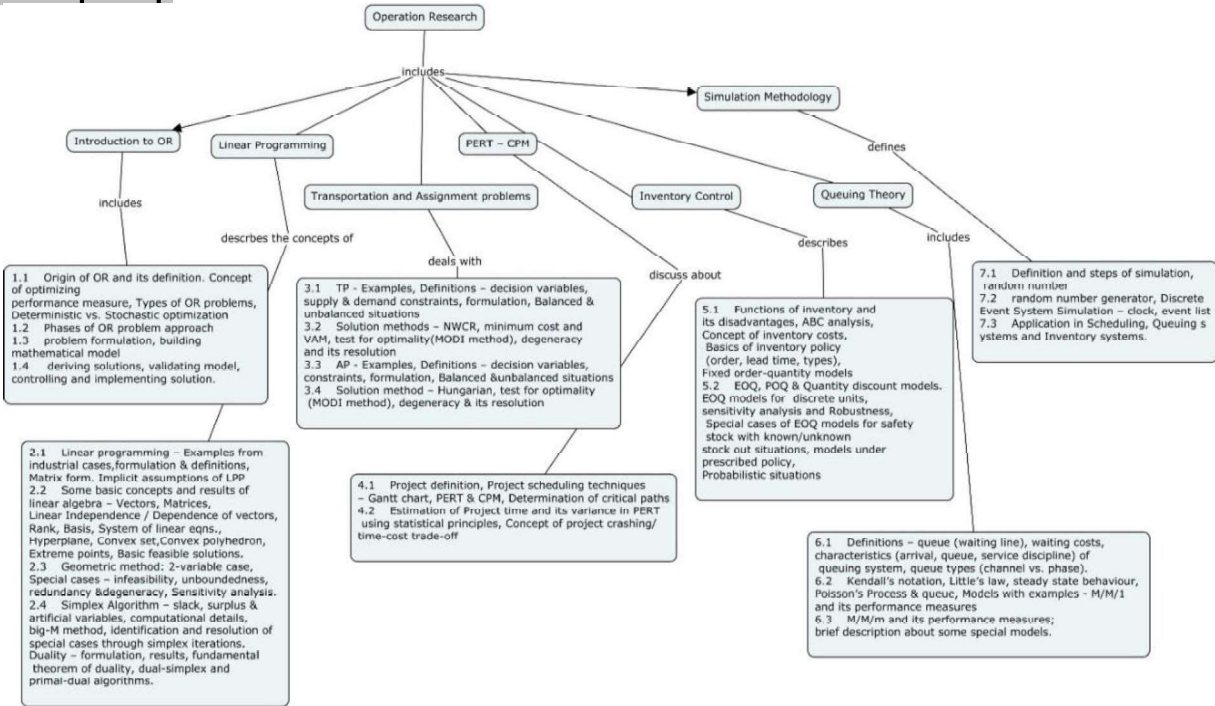 Operation Research
includes
Simulation Methodology
Introduction to OR
Linear Programming
PERT – CPM
defines
Transportation and Assignment problems
Inventory Control
Queuing Theory
includes
descrbes the concepts of
describes
includes
deals with
discuss about
1.1 Origin of OR and its definition. Concept
of optimizing
performance measure, Types of OR problems,
Deterministic vs. Stochastic optimization
1.2 Phases of OR problem approach
1.3 problem formulation, building
mathematical model
1.4 deriving solutions, validating model,
controlling and implementing solution.
3.1 TP - Examples, Definitions – decision variables,
supply & demand constraints, formulation, Balanced &
unbalanced situations
3.2 Solution methods – NWCR, minimum cost and
VAM, test for optimality(MODI method), degeneracy
and its resolution
3.3 AP - Examples, Definitions – decision variables,
constraints, formulation, Balanced &unbalanced situations
3.4 Solution method – Hungarian, test for optimality
(MODI method), degeneracy & its resolution
5.1 Functions of inventory and
its disadvantages, ABC analysis,
Concept of inventory costs,
Basics of inventory policy
(order, lead time, types),
Fixed order-quantity models
5.2 EOQ, POQ & Quantity discount models.
EOQ models for discrete units,
sensitivity analysis and Robustness,
Special cases of EOQ models for safety
stock with known/unknown
stock out situations, models under
prescribed policy,
Probabilistic situations
7.1 Definition and steps of simulation,
random number
7.2 random number generator, Discrete
Event System Simulation – clock, event list
7.3 Application in Scheduling, Queuing s
ystems and Inventory systems.
2.1 Linear programming – Examples from
industrial cases,formulation & definitions,
Matrix form. Implicit assumptions of LPP
2.2 Some basic concepts and results of
linear algebra – Vectors, Matrices,
Linear Independence / Dependence of vectors,
Rank, Basis, System of linear eqns.,
Hyperplane, Convex set,Convex polyhedron,
Extreme points, Basic feasible solutions.
2.3 Geometric method: 2-variable case,
Special cases – infeasibility, unboundedness,
redundancy &degeneracy, Sensitivity analysis.
2.4 Simplex Algorithm – slack, surplus &
artificial variables, computational details,
big-M method, identification and resolution of
special cases through simplex iterations.
Duality – formulation, results, fundamental
theorem of duality, dual-simplex and
primal-dual algorithms.
4.1 Project definition, Project scheduling techniques
– Gantt chart, PERT & CPM, Determination of critical paths
4.2 Estimation of Project time and its variance in PERT
using statistical principles, Concept of project crashing/
time-cost trade-off
6.1 Definitions – queue (waiting line), waiting costs,
characteristics (arrival, queue, service discipline) of
queuing system, queue types (channel vs. phase).
6.2 Kendall's notation, Little's law, steady state behaviour,
Poisson's Process & queue, Models with examples - M/M/1
and its performance measures
6.3 M/M/m and its performance measures;
brief description about some special models.